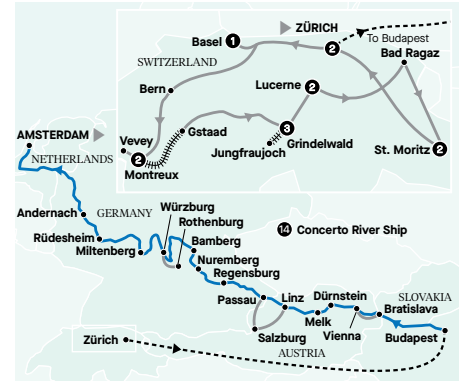 ZÜRICH
Basel 1
2
To Budapest
Bad Ragaz
SWITZERLAND
Lucerne 2
Bern
Gstaad
3
Grindelwald
Jungfraujoch
St. Moritz 2
Vevey
2
Montreux
AMSTERDAM
NETHERLANDS
Andernach
GERMANY
Würzburg
Rothenburg
14 Concerto River Ship
Rüdesheim
Miltenberg
Bamberg
Nuremberg
Regensburg
Passau
Linz
Dürnstein
SLOVAKIA
Bratislava
Melk
Vienna
Budapest
Zürich
Salzburg
AUSTRIA